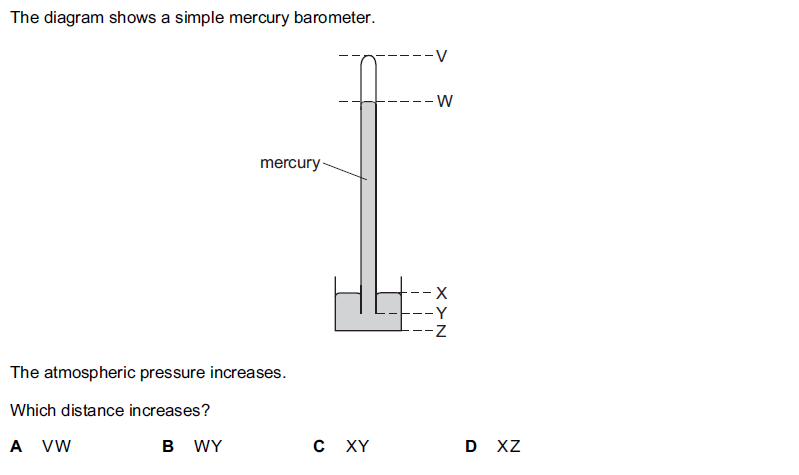 The diagram shows a simple mercury barometer.
V
W
mercury
X
Y
Z
The atmospheric pressure increases.
Which distance increases?
A VW B WY C XY D XZ